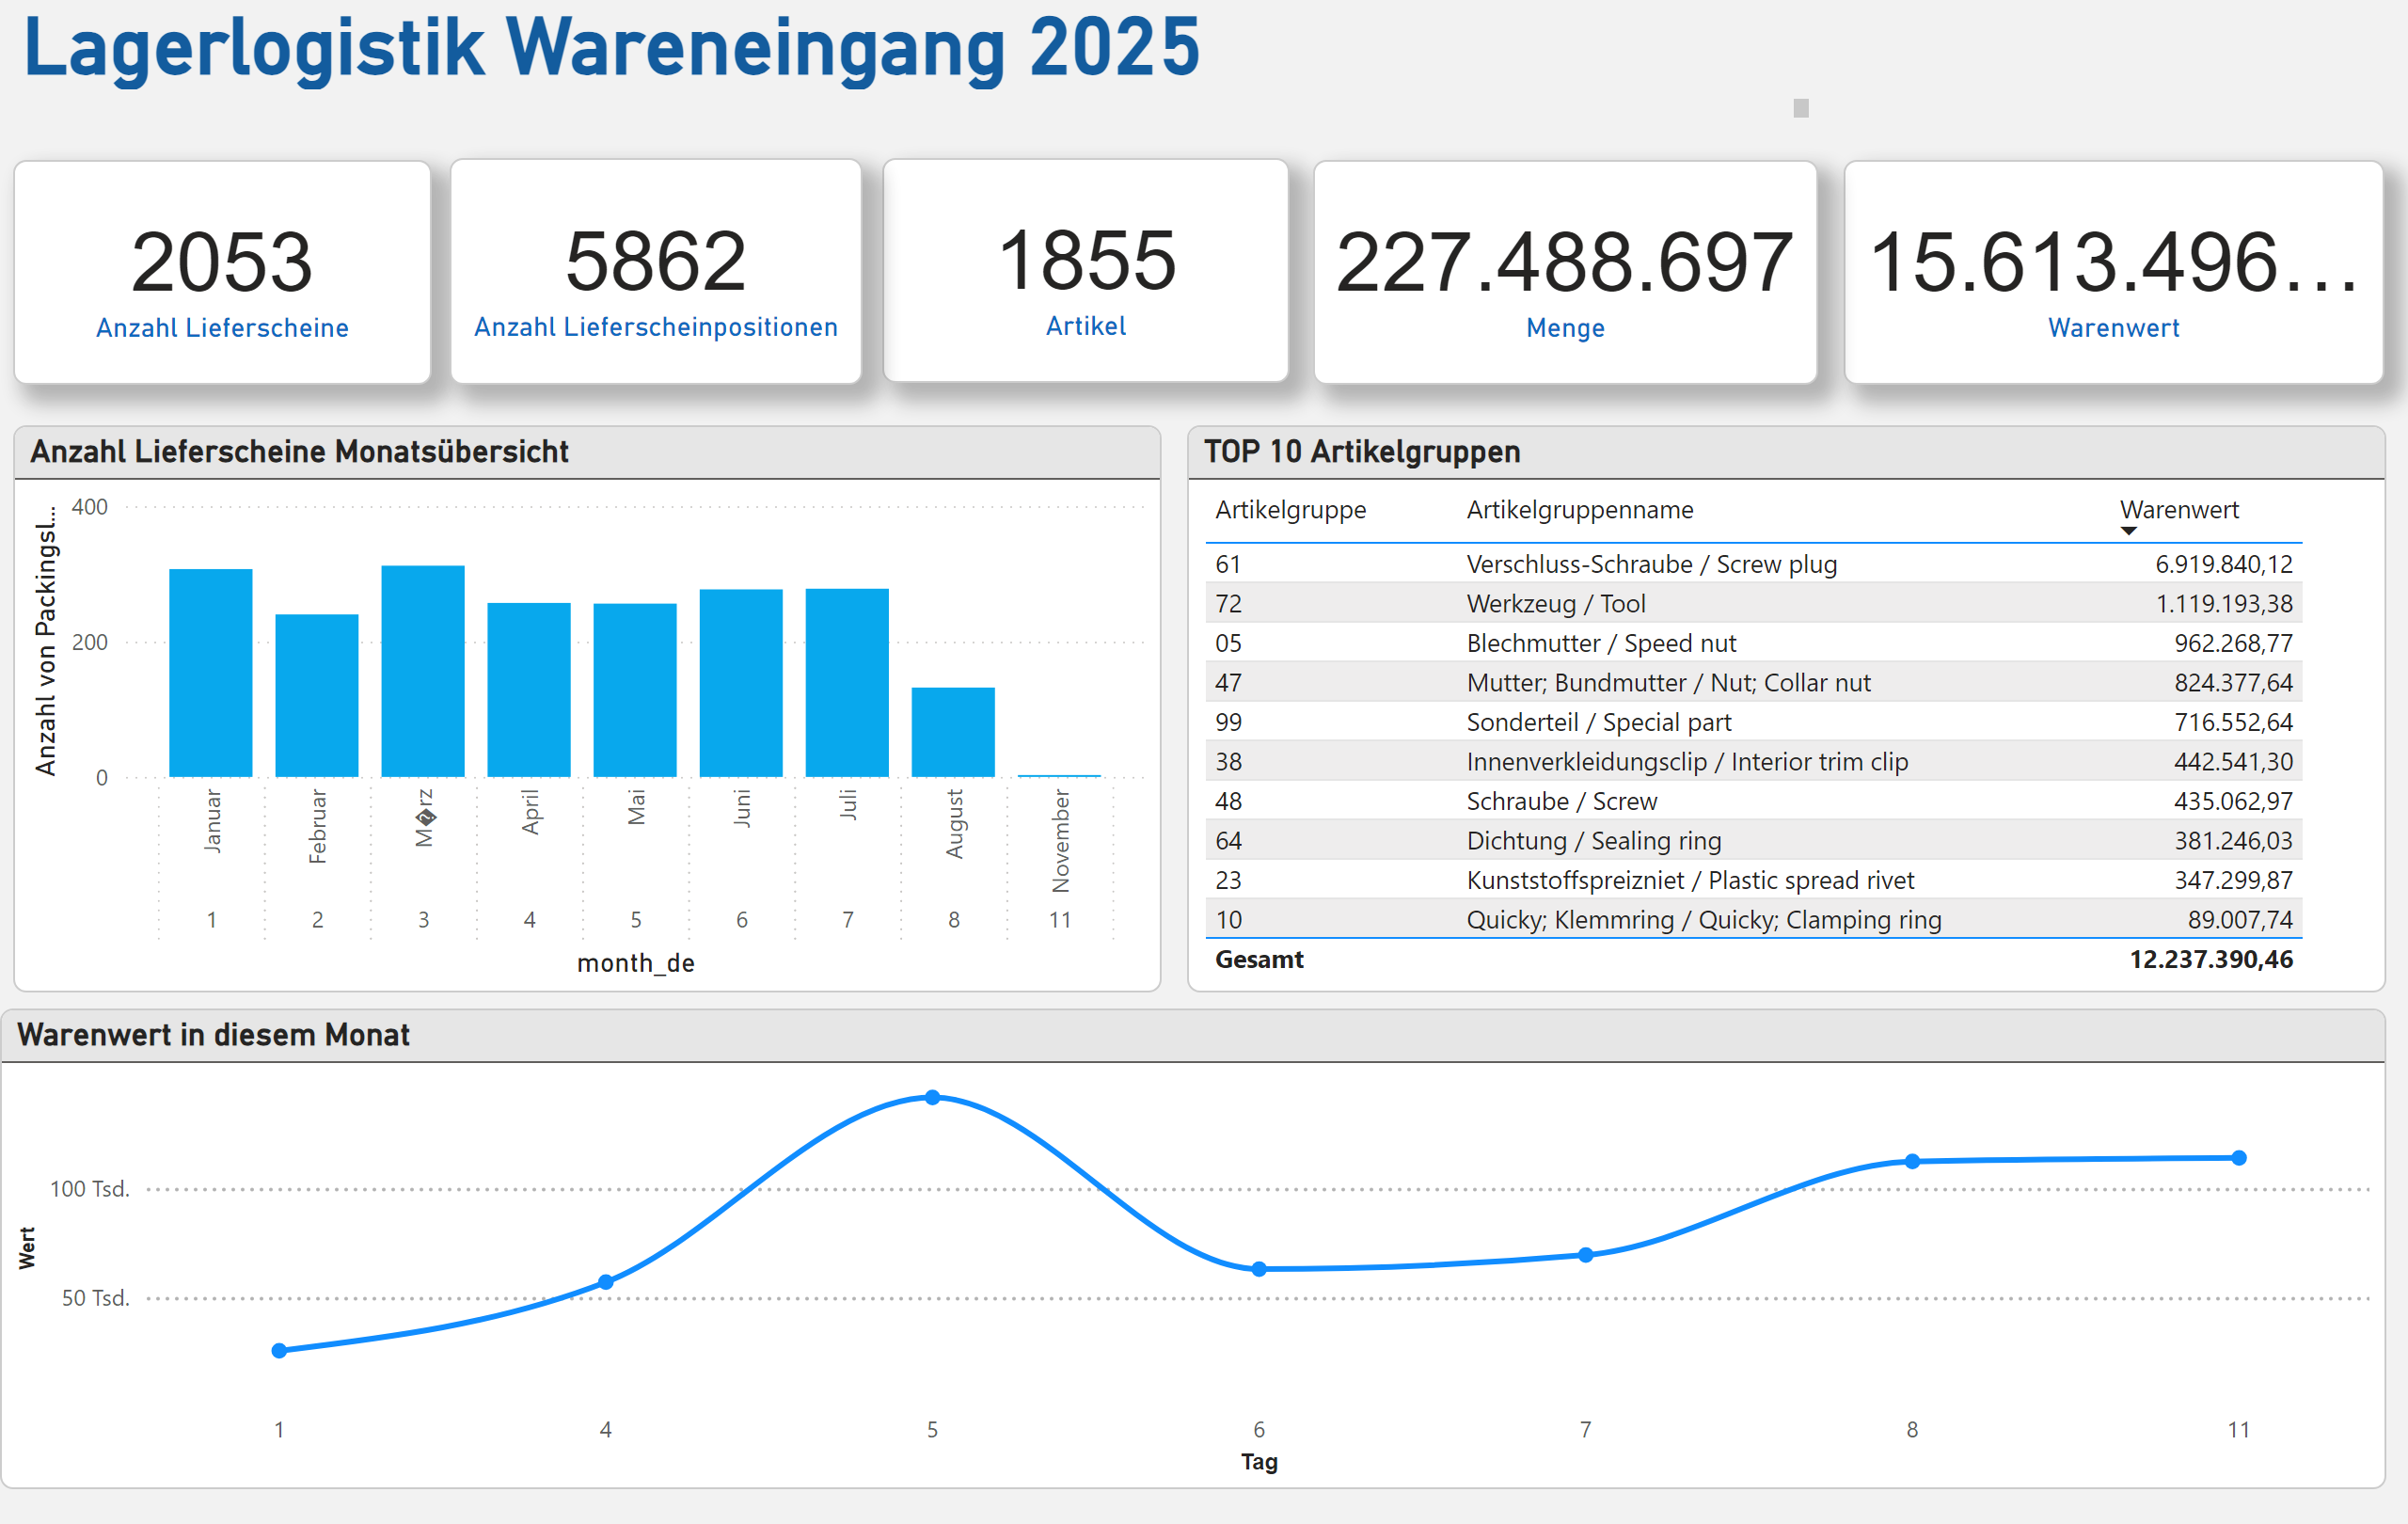 Lagerlogistik Wareneingang 2025
2053
Anzahl Lieferscheine
5862
Anzahl Lieferscheinpositionen
1855
Artikel
227.488.697
Menge
15.613.496...
Warenwert
Anzahl Lieferscheine Monatsübersicht
Anzahl von Packingsl...
400
200
0
Januar Februar M�rz April Mai Juni Juli August November
1 2 3 4 5 6 7 8 11
month_de
TOP 10 Artikelgruppen
Artikelgruppe Artikelgruppenname Warenwert
61 Verschluss-Schraube / Screw plug 6.919.840,12
72 Werkzeug / Tool 1.119.193,38
05 Blechmutter / Speed nut 962.268,77
47 Mutter; Bundmutter / Nut; Collar nut 824.377,64
99 Sonderteil / Special part 716.552,64
38 Innenverkleidungsclip / Interior trim clip 442.541,30
48 Schraube / Screw 435.062,97
64 Dichtung / Sealing ring 381.246,03
23 Kunststoffspreizniet / Plastic spread rivet 347.299,87
10 Quicky; Klemmring / Quicky; Clamping ring 89.007,74
Gesamt 12.237.390,46
Warenwert in diesem Monat
Wert
100 Tsd.
50 Tsd.
1 4 5 6 7 8 11
Tag